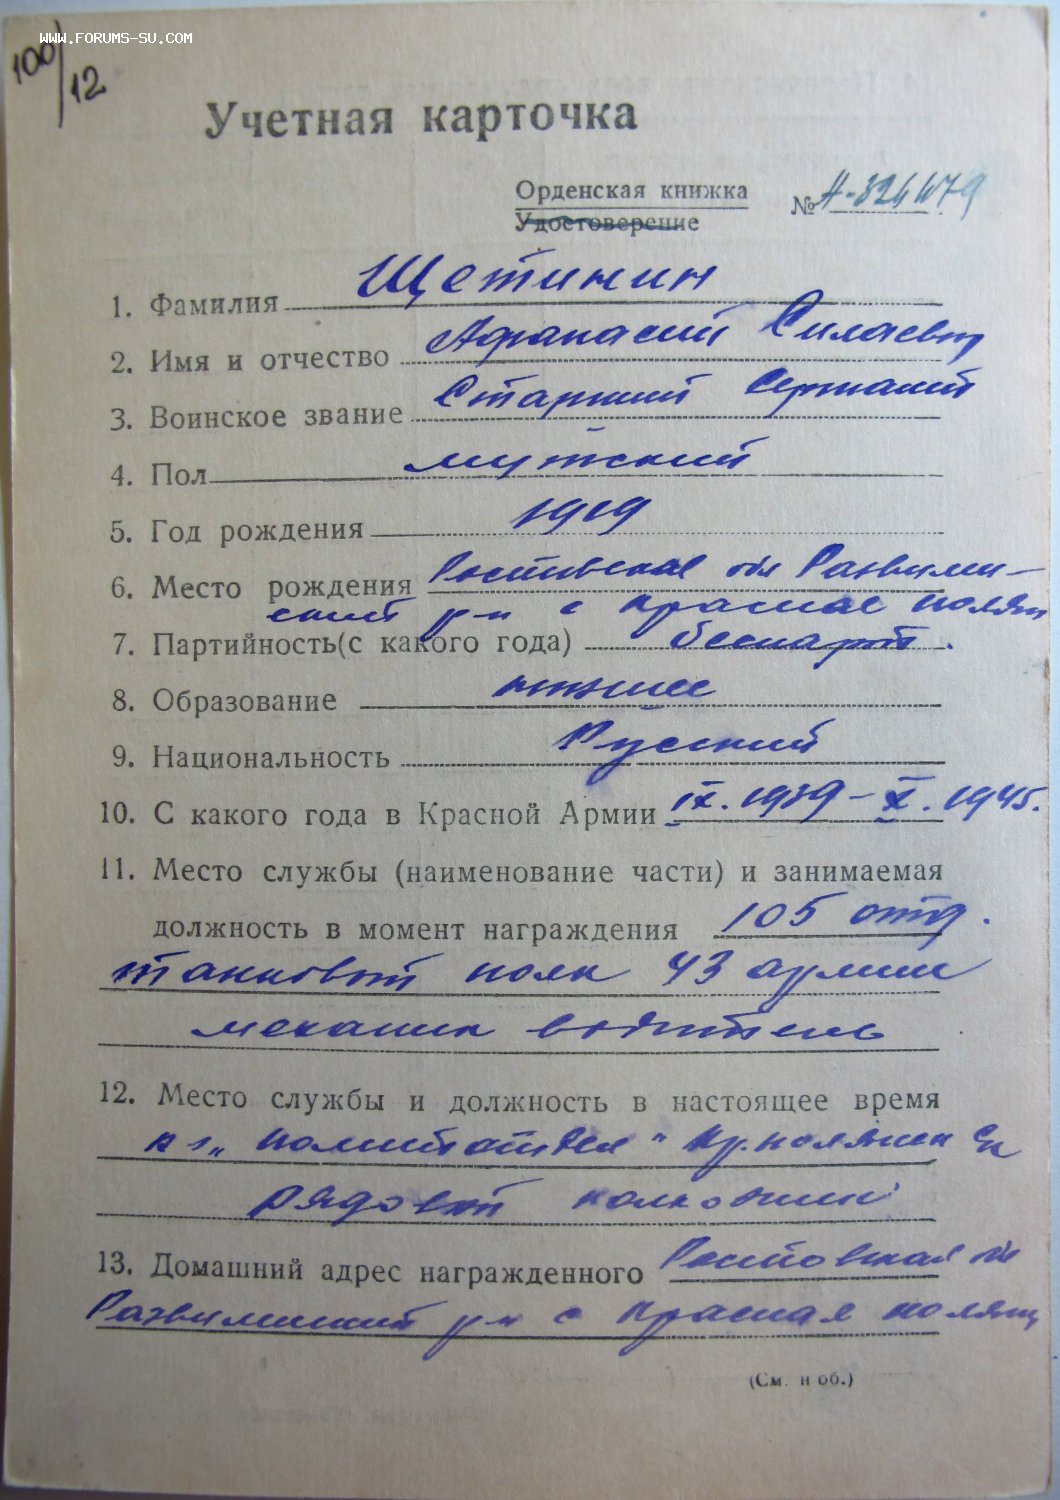 www.forums-su.com
100/12
Учетная карточка
Орденская книжка
Удостоверение
№
1. Фамилия Щетинин
2. Имя и отчество Афанасий Силаевич
3. Воинское звание Старший Сержант
4. Пол мужской
5. Год рождения 1919
6. Место рождения Ростовская обл Развилен-
ский р-н с Красная поляна
7. Партийность(с какого года) беспарт.
8. Образование низшее
9. Национальность Русский
10. С какого года в Красной Армии IX.1939-X.1945.
11. Место службы (наименование части) и занимаемая
должность в момент награждения 105 отд.
танковый полк 43 армии
механик водитель
12. Место службы и должность в настоящее время
к-з „Политотдел"
рядовой колхозник
13. Домашний адрес награжденного Ростовская обл
Развиленский р-н с Красная поляна
(См. н об.)